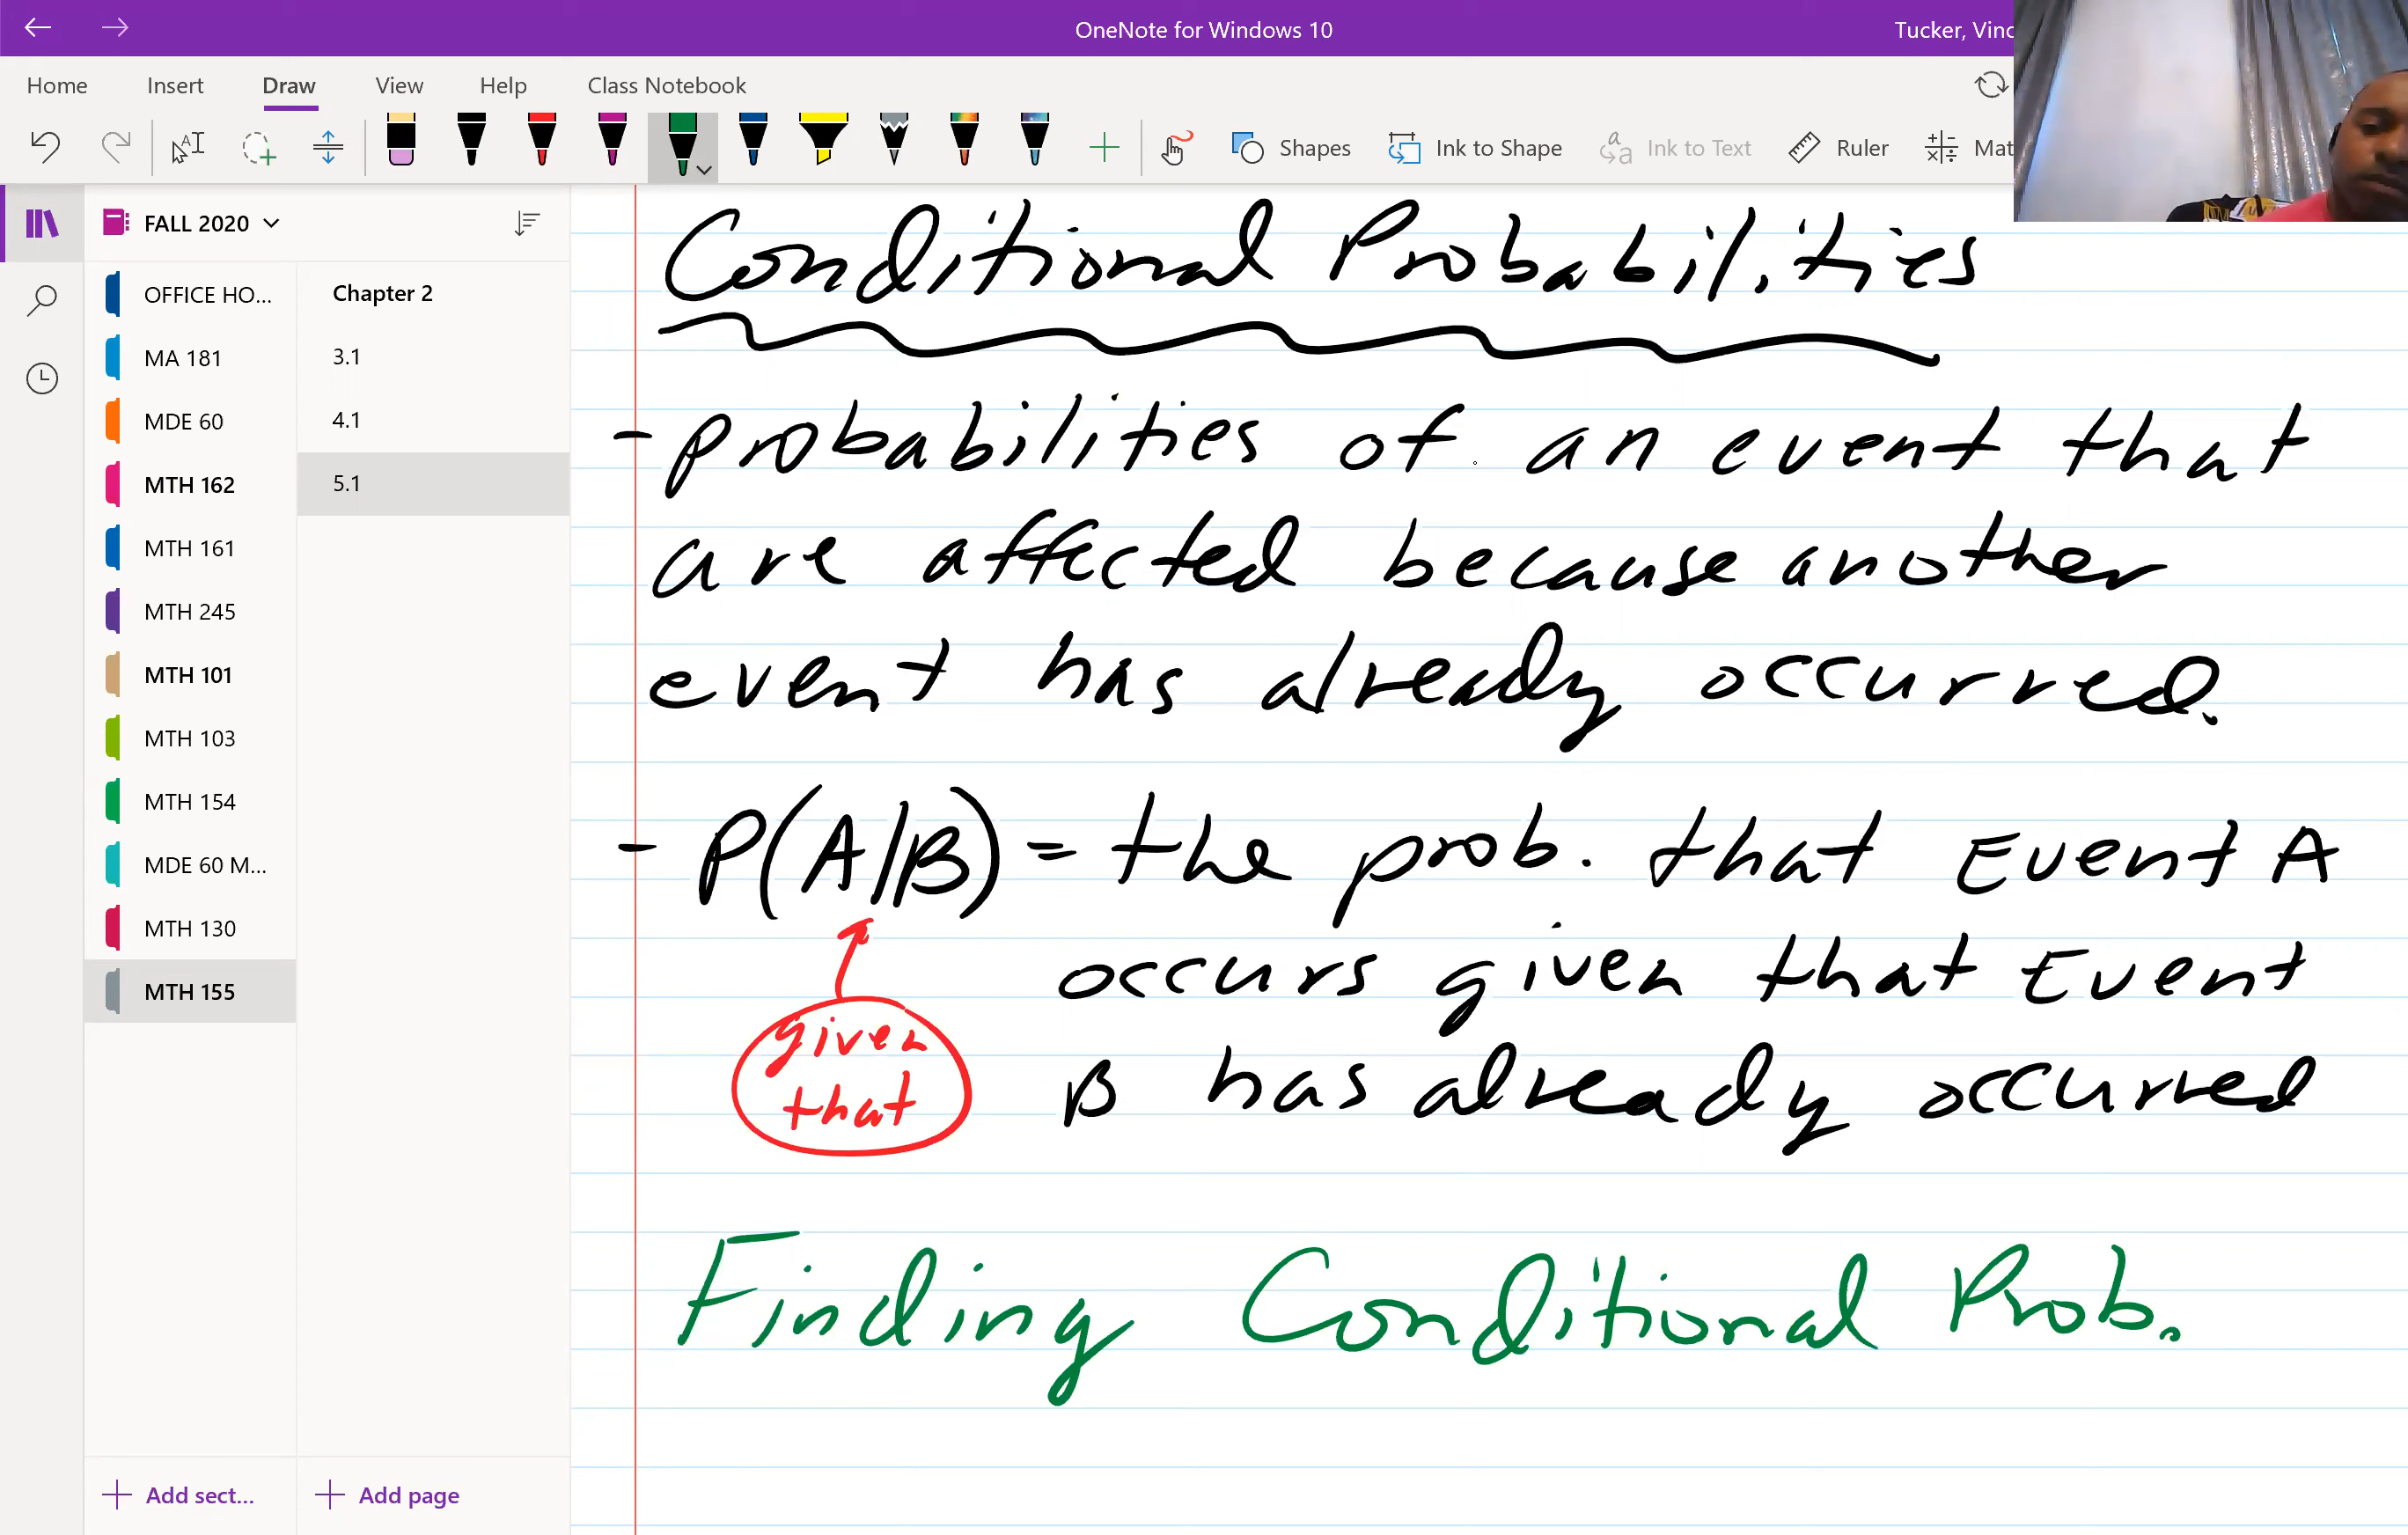 OneNote for Windows 10
Tucker, Vinc
Home Insert Draw View Help Class Notebook
Shapes Ink to Shape Ink to Text Ruler Mat
FALL 2020
OFFICE HO...
MA 181
MDE 60
MTH 162
MTH 161
MTH 245
MTH 101
MTH 103
MTH 154
MDE 60 M...
MTH 130
MTH 155
Add sect...
Chapter 2
3.1
4.1
5.1
Add page
Conditional Probabilities
- probabilities of an event that
are affected because another
event has already occurred.
- P(A|B) = the prob. that Event A
occurs given that Event
B has already occurred
given
that
Finding Conditional Prob.